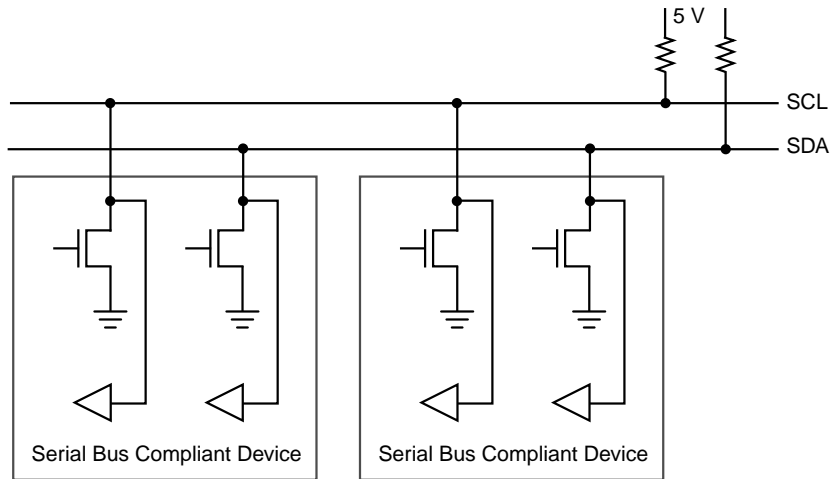 5 V
SCL
SDA
Serial Bus Compliant Device
Serial Bus Compliant Device